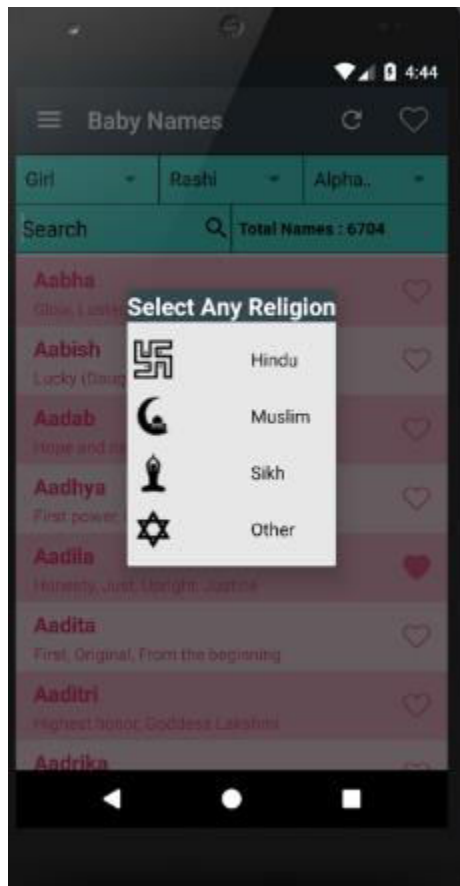 4:44
Baby Names
Girl Rashi Alpha..
Search Total Names : 6704
Aabha
Select Any Religion
Aabish
Hindu
Aadab
Muslim
Aadhya
Sikh
First power,
Other
Aadila
Honesty, Just, Upright, Justice
Aadita
First, Original, From the beginning
Aaditri
Highest honor, Goddess Lakshmi
Aadrika